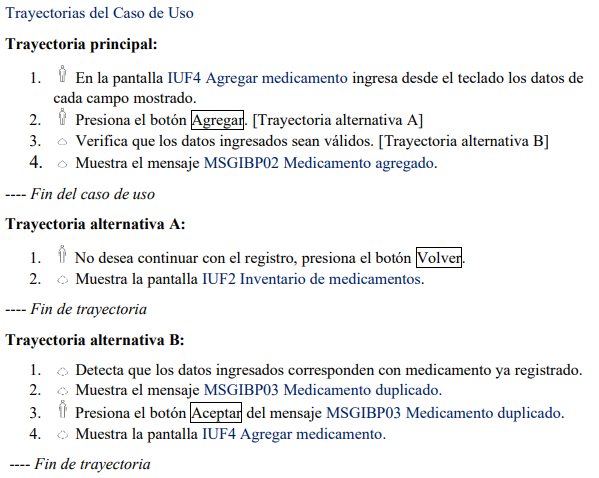 Trayectorias del Caso de Uso
Trayectoria principal:
1. En la pantalla IUF4 Agregar medicamento ingresa desde el teclado los datos de
cada campo mostrado.
2. Presiona el botón Agregar. [Trayectoria alternativa A]
3. Verifica que los datos ingresados sean válidos. [Trayectoria alternativa B]
4. Muestra el mensaje MSGIBP02 Medicamento agregado.
---- Fin del caso de uso
Trayectoria alternativa A:
1. No desea continuar con el registro, presiona el botón Volver.
2. Muestra la pantalla IUF2 Inventario de medicamentos.
---- Fin de trayectoria
Trayectoria alternativa B:
1. Detecta que los datos ingresados corresponden con medicamento ya registrado.
2. Muestra el mensaje MSGIBP03 Medicamento duplicado.
3. Presiona el botón Aceptar del mensaje MSGIBP03 Medicamento duplicado.
4. Muestra la pantalla IUF4 Agregar medicamento.
---- Fin de trayectoria